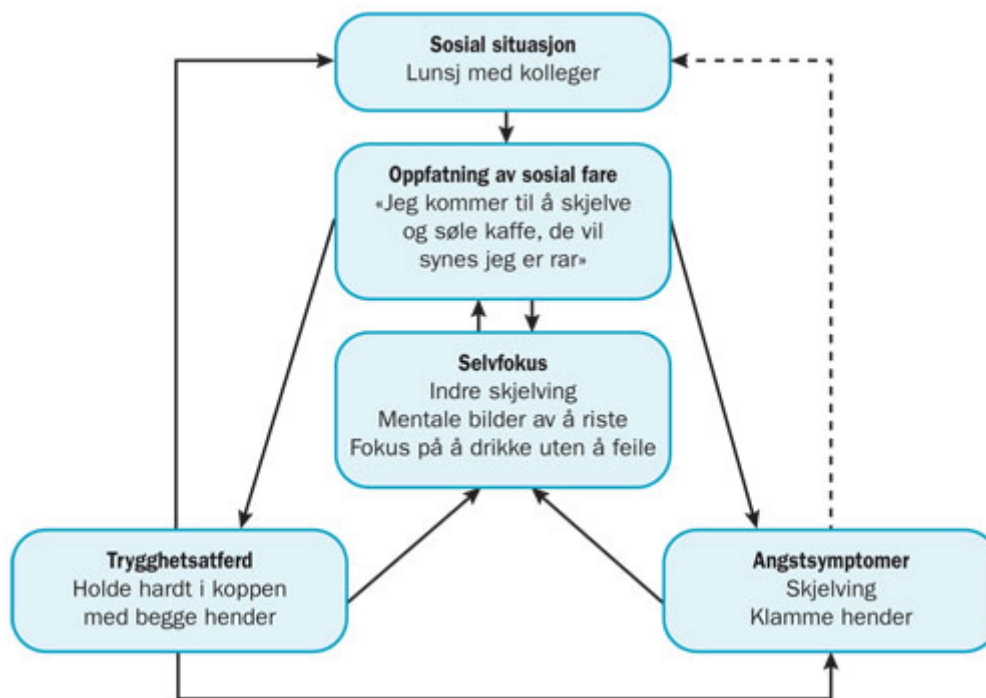 Sosial situasjon
Lunsj med kolleger
Oppfatning av sosial fare
«Jeg kommer til å skjelve
og søle kaffe, de vil
synes jeg er rar»
Selvfokus
Indre skjelving
Mentale bilder av å riste
Fokus på å drikke uten å feile
Trygghetsatferd
Holde hardt i koppen
med begge hender
Angstsymptomer
Skjelving
Klamme hender